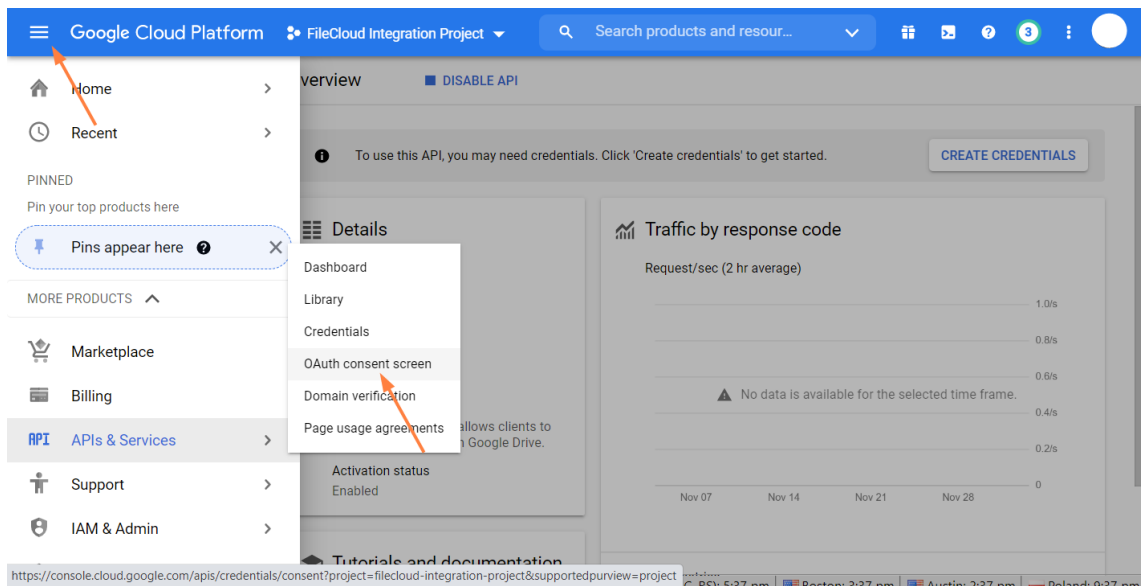 Google Cloud Platform
FileCloud Integration Project
Search products and resour...
3
Home
Recent
PINNED
Pin your top products here
Pins appear here
MORE PRODUCTS
Marketplace
Billing
API
APIs & Services
Support
IAM & Admin
Dashboard
Library
Credentials
OAuth consent screen
Domain verification
Page usage agreements
verview
DISABLE API
To use this API, you may need credentials. Click 'Create credentials' to get started.
CREATE CREDENTIALS
Details
allows clients to
Google Drive.
Activation status
Enabled
Tutorials and documentation
Traffic by response code
Request/sec (2 hr average)
1.0/s
0.8/s
0.6/s
No data is available for the selected time frame.
0.4/s
0.2/s
0
Nov 07
Nov 14
Nov 21
Nov 28
https://console.cloud.google.com/apis/credentials/consent?project=filecloud-integration-project&supportedpurview=project
5:37 pm
Boston: 3:37 pm
Austin: 2:37 pm
Poland: 9:37 pm